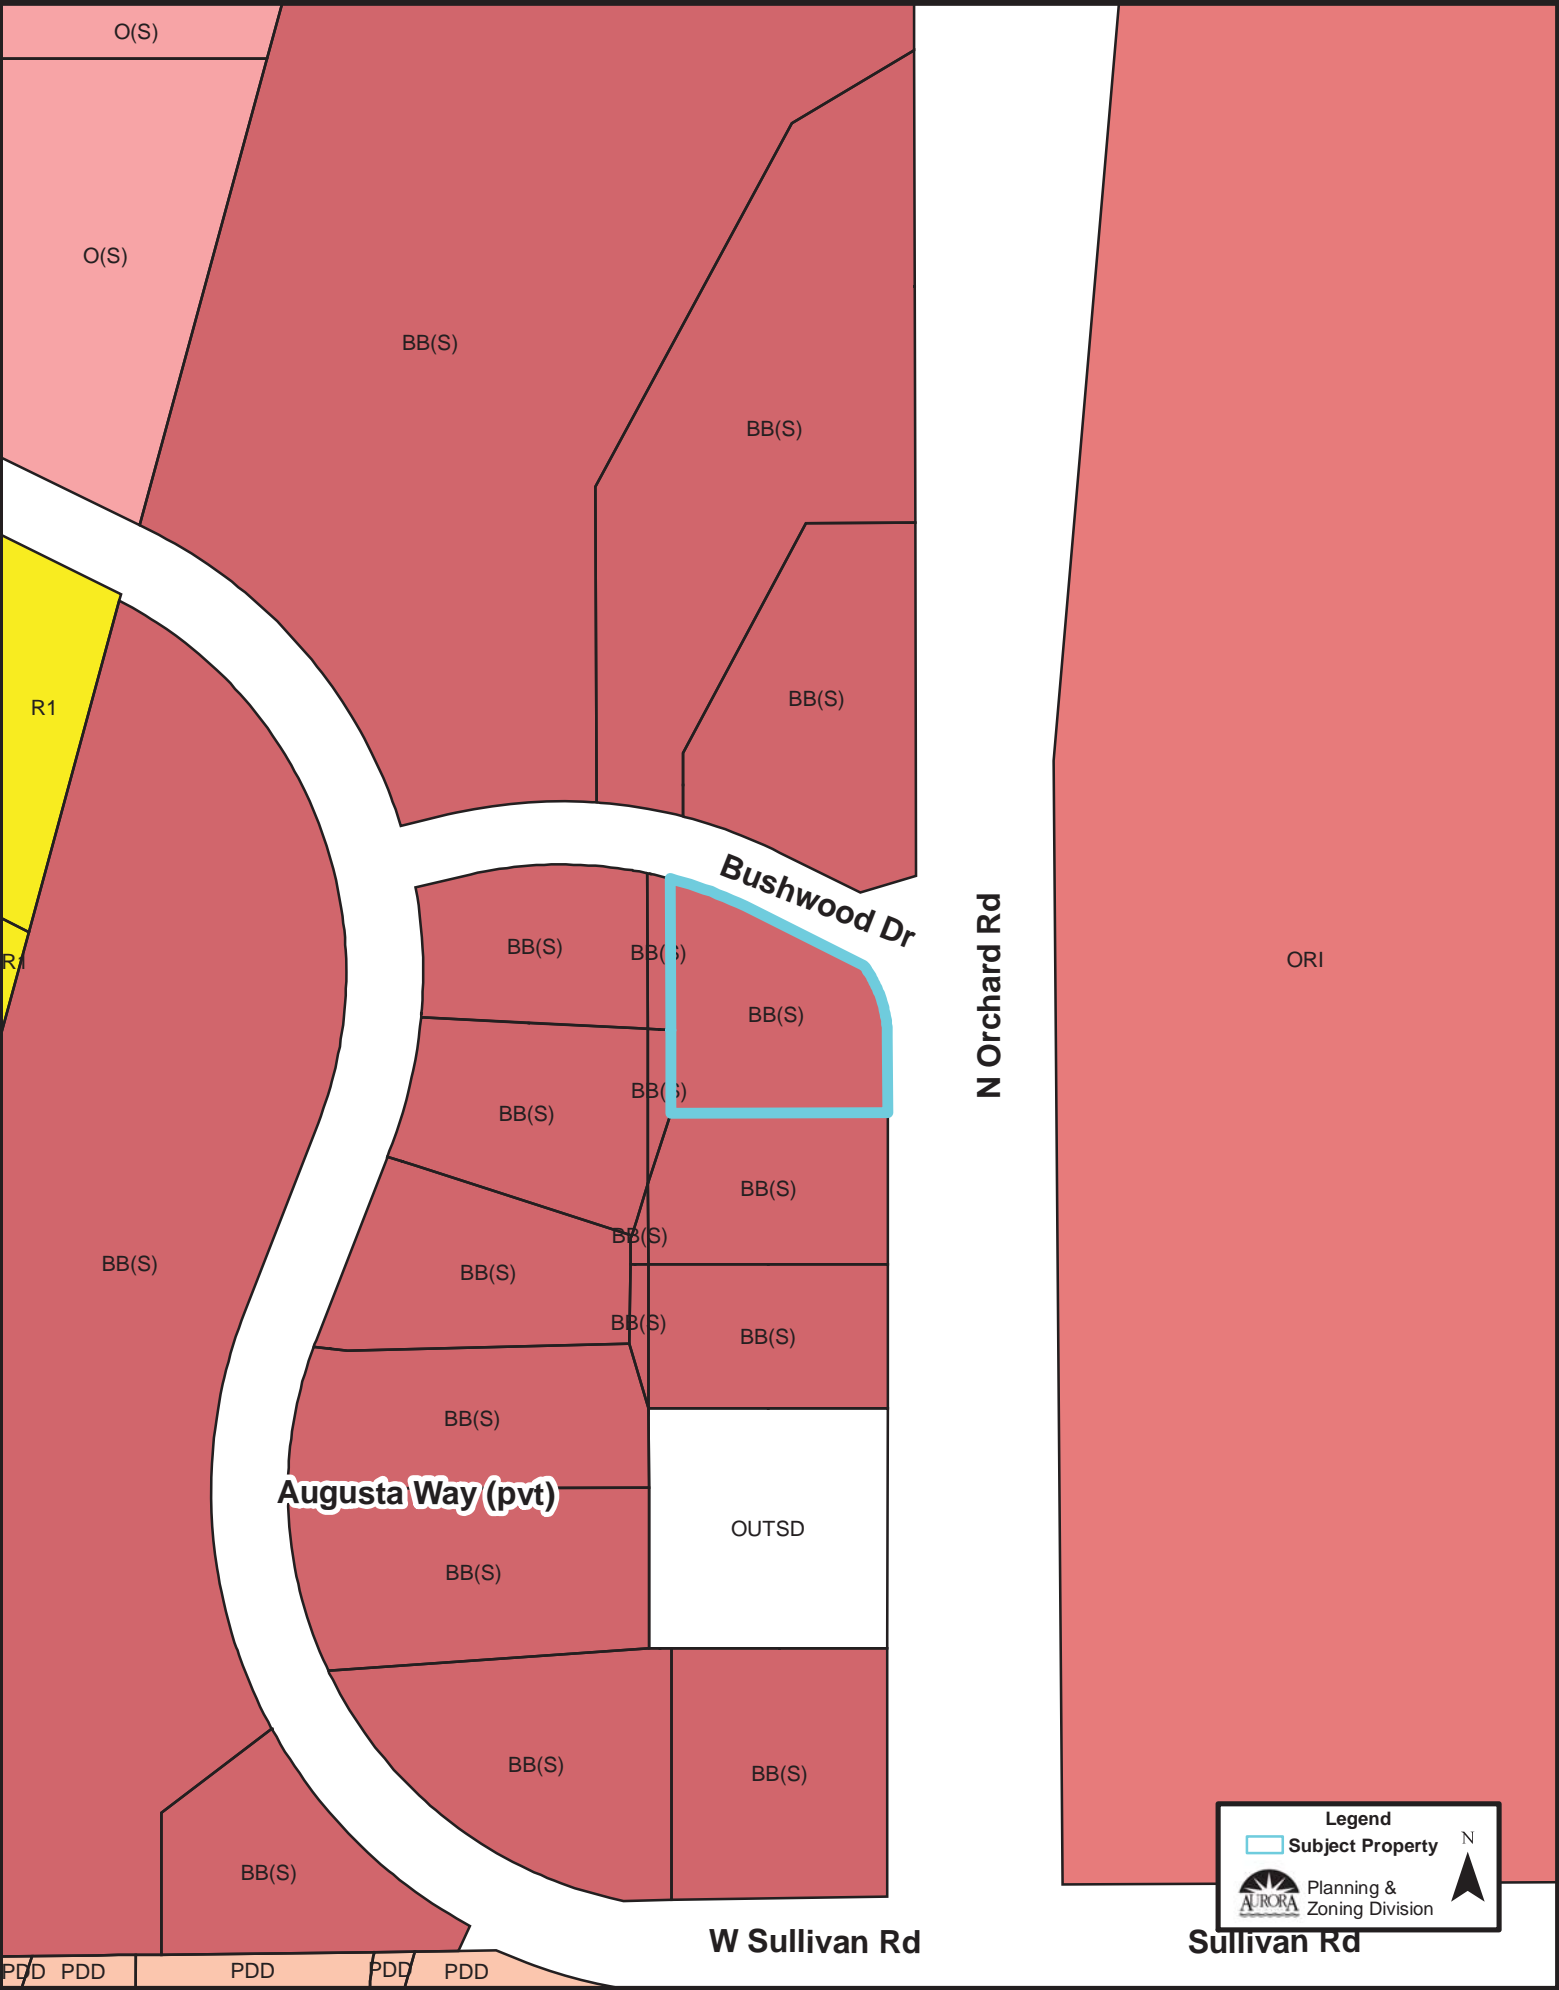 O(S)
O(S)
BB(S)
BB(S)
BB(S)
R1
Bushwood Dr
N Orchard Rd
BB(S)
BB(S)
R1
ORI
BB(S)
BB(S)
BB(S)
BB(S)
BB(S)
BB(S)
BB(S)
BB(S)
BB(S)
BB(S)
BB(S)
Augusta Way (pvt)
OUTSD
BB(S)
BB(S)
BB(S)
BB(S)
Legend
Subject Property
N
AURORA
Planning &
Zoning Division
W Sullivan Rd
Sullivan Rd
PDD
PDD
PDD
PDD
PDD